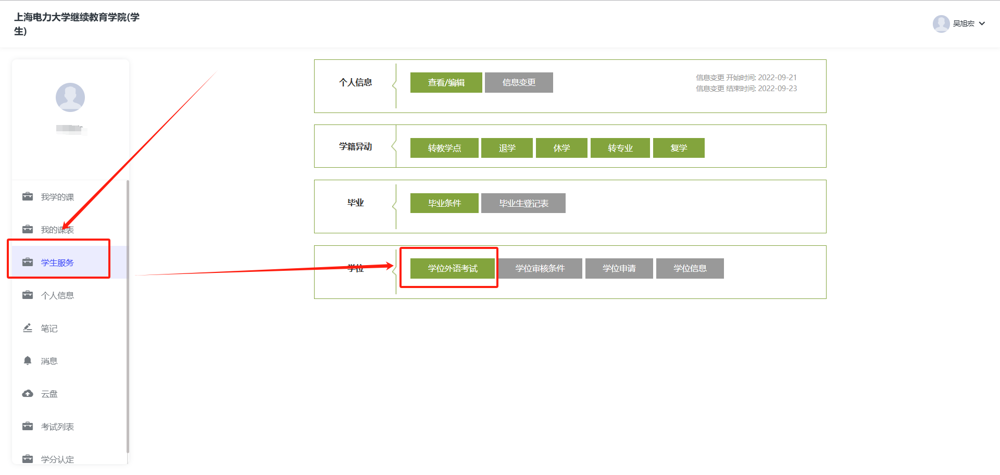 上海电力大学继续教育学院(学
生)
吴旭宏
我学的课
我的课表
学生服务
个人信息
笔记
消息
云盘
考试列表
学分认定
个人信息
查看/编辑
信息变更
信息变更 开始时间: 2022-09-21
信息变更 结束时间: 2022-09-23
学籍异动
转教学点
退学
休学
转专业
复学
毕业
毕业条件
毕业生登记表
学位
学位外语考试
学位审核条件
学位申请
学位信息